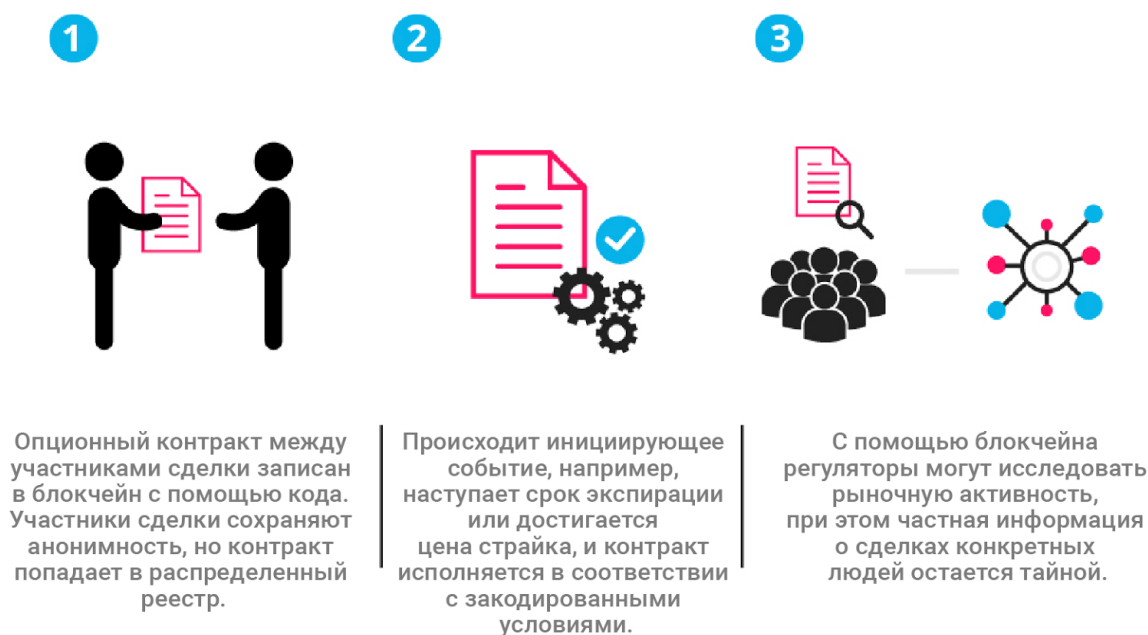 1
Опционный контракт между
участниками сделки записан
в блокчейн с помощью кода.
Участники сделки сохраняют
анонимность, но контракт
попадает в распределенный
реестр.
2
Происходит инициирующее
событие, например,
наступает срок экспирации
или достигается
цена страйка, и контракт
исполняется в соответствии
с закодированными
условиями.
3
С помощью блокчейна
регуляторы могут исследовать
рыночную активность,
при этом частная информация
о сделках конкретных
людей остается тайной.